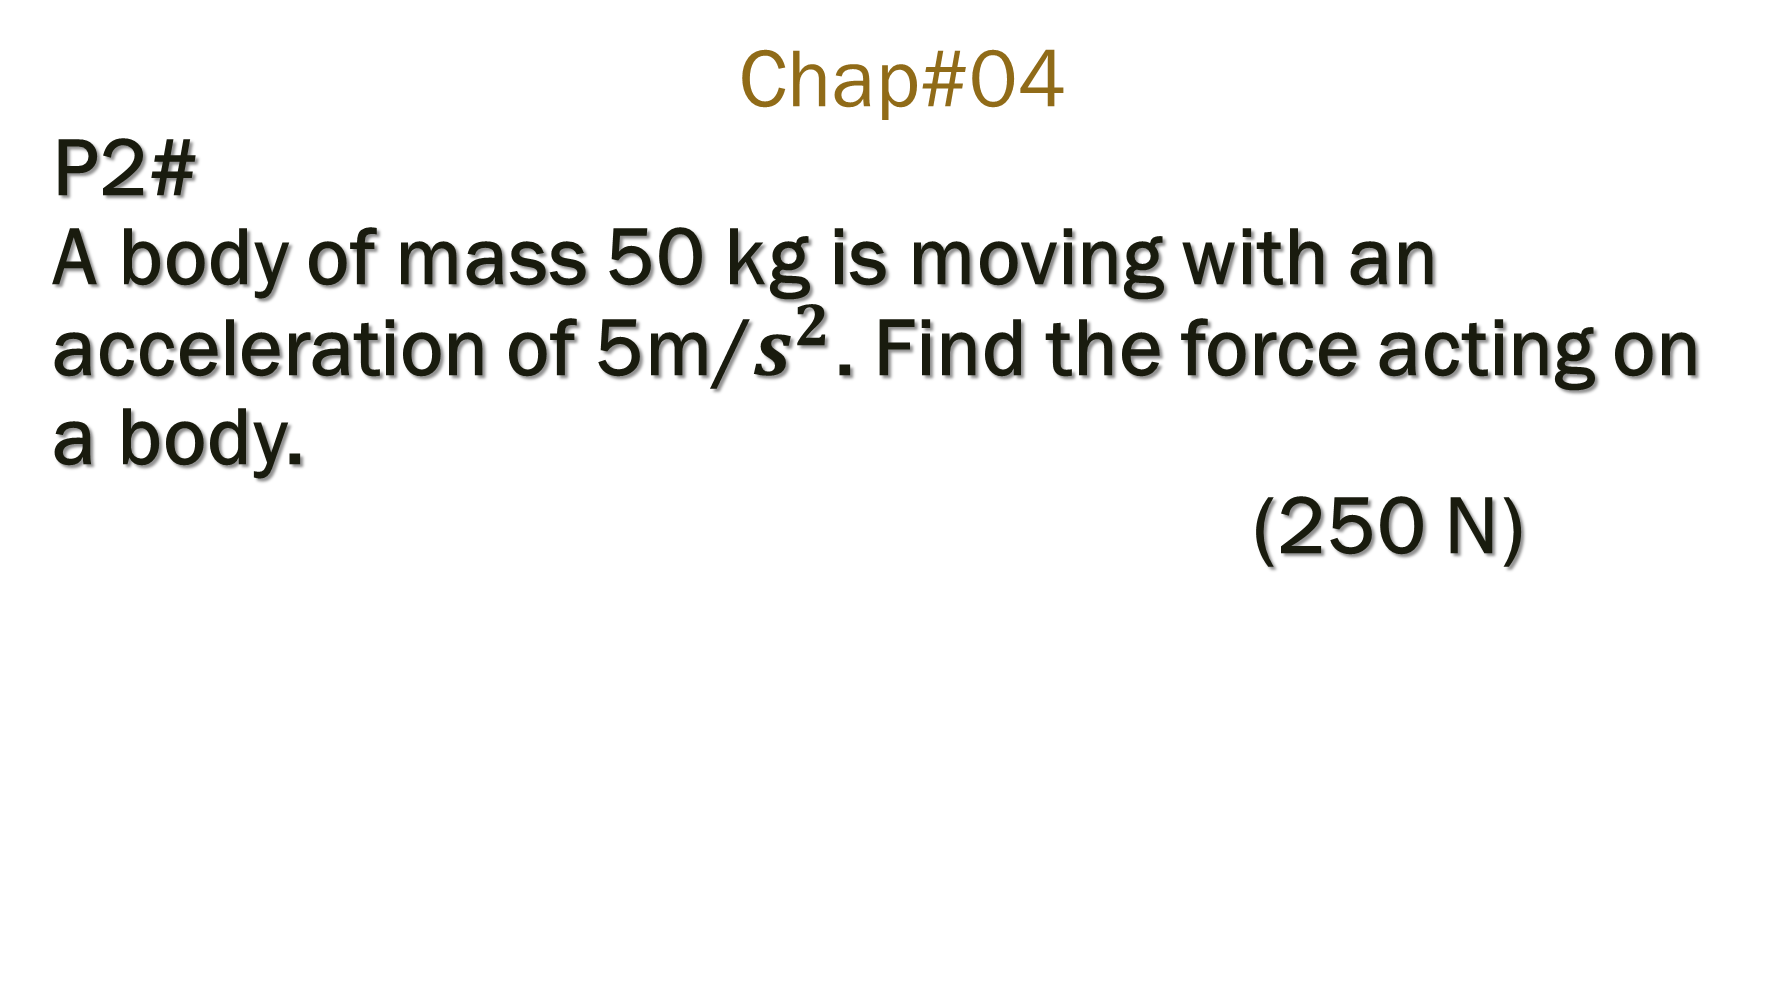 Chap#04
P2#
A body of mass 50 kg is moving with an
acceleration of 5m/𝒔². Find the force acting on
a body.
(250 N)